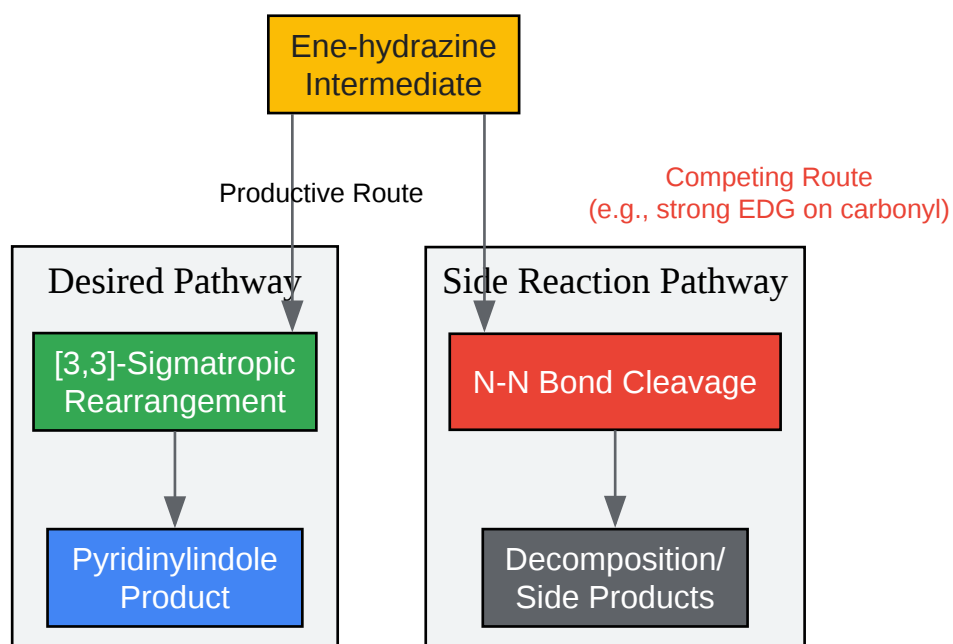 Ene-hydrazine
Intermediate
Productive Route
Competing Route
(e.g., strong EDG on carbonyl)
Desired Pathway
[3,3]-Sigmatropic
Rearrangement
Pyridinylindole
Product
Side Reaction Pathway
N-N Bond Cleavage
Decomposition/
Side Products